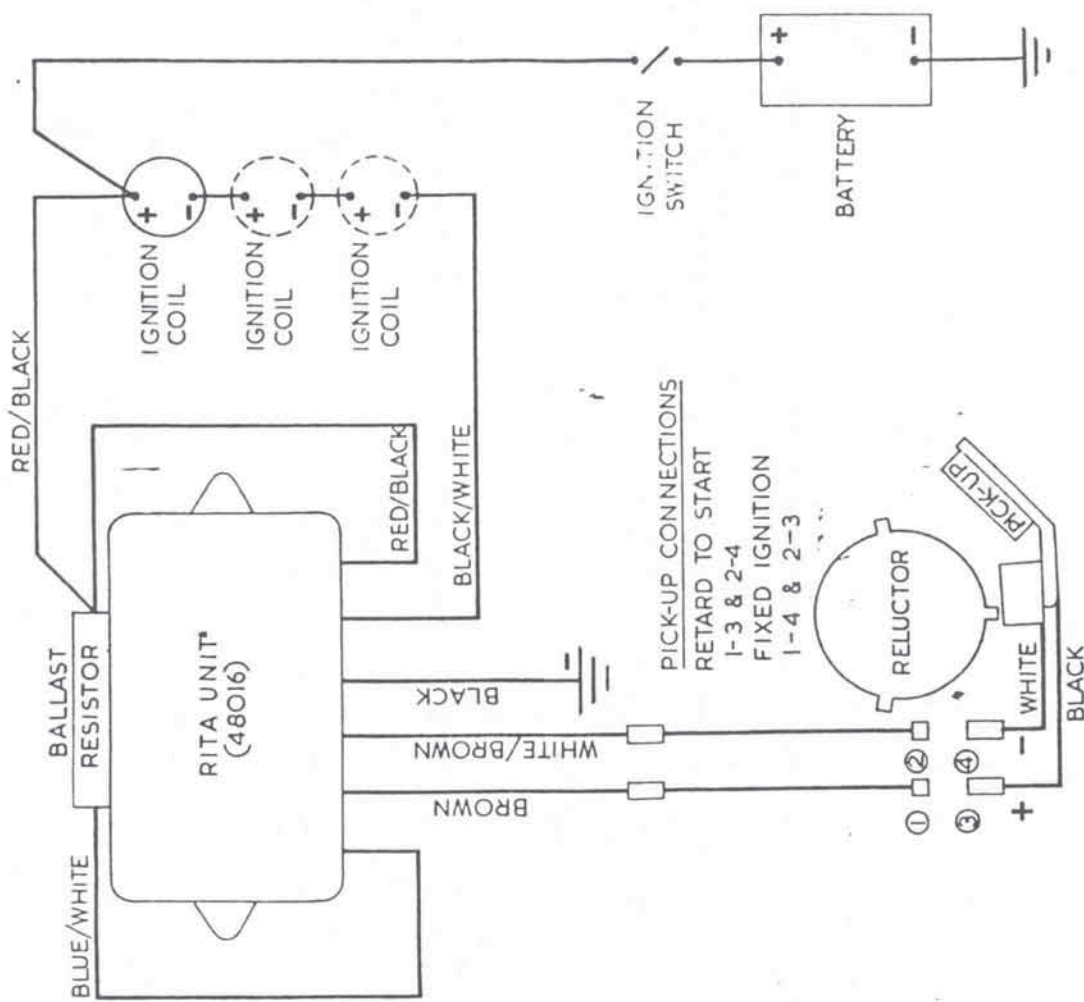 RED/BLACK
BALLAST
RESISTOR
BLUE/WHITE
RITA UNIT
(48016)
RED/BLACK
BLACK/WHITE
BLACK
WHITE/BROWN
BROWN
+
-
IGNITION
COIL
+
-
IGNITION
COIL
+
-
IGNITION
COIL
IGNITION
SWITCH
+
-
BATTERY
-
PICK-UP CONNECTIONS
RETARD TO START
1-3 & 2-4
FIXED IGNITION
1-4 & 2-3
RELUCTOR
PICK-UP
① ②
③ ④
+ -
WHITE
BLACK